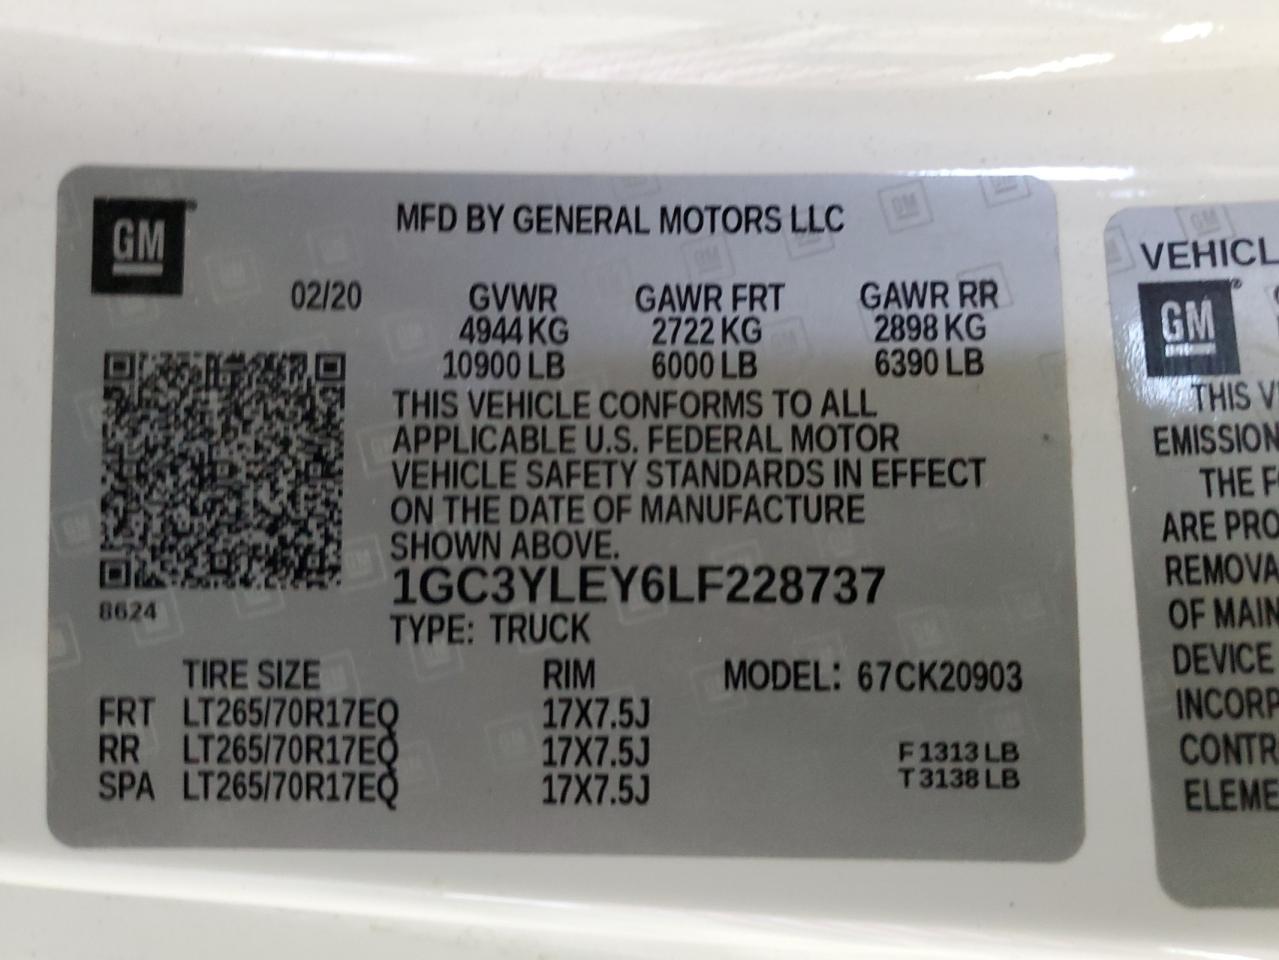 GM
MFD BY GENERAL MOTORS LLC
02/20
GVWR GAWR FRT GAWR RR
4944 KG 2722 KG 2898 KG
10900 LB 6000 LB 6390 LB
THIS VEHICLE CONFORMS TO ALL
APPLICABLE U.S. FEDERAL MOTOR
VEHICLE SAFETY STANDARDS IN EFFECT
ON THE DATE OF MANUFACTURE
SHOWN ABOVE.
1GC3YLEY6LF228737
8624
TYPE: TRUCK
TIRE SIZE RIM MODEL: 67CK20903
FRT LT265/70R17EQ 17X7.5J
RR LT265/70R17EQ 17X7.5J F 1313 LB
SPA LT265/70R17EQ 17X7.5J T 3138 LB
VEHICL
GM
THIS V
EMISSION
THE F
ARE PRO
REMOVA
OF MAIN
DEVICE
INCORP
CONTR
ELEME